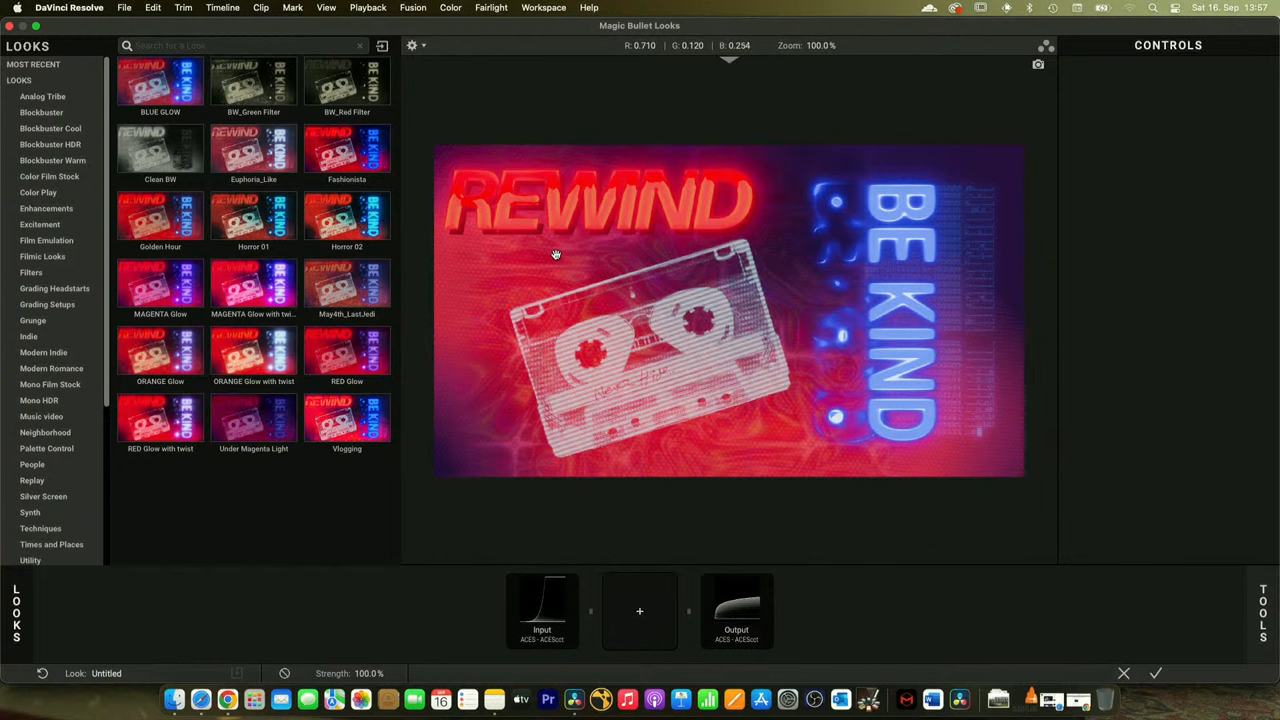 DaVinci Resolve File Edit Trim Timeline Clip Mark View Playback Fusion Color Fairlight Workspace Help Sat 16. Sep 13:57
Magic Bullet Looks
LOOKS
Search for a Look
R: 0.710 G: 0.120 B: 0.254 Zoom: 100.0%
CONTROLS
MOST RECENT
LOOKS
Analog Tribe
Blockbuster
Blockbuster Cool
Blockbuster HDR
Blockbuster Warm
Color Film Stock
Color Play
Enhancements
Excitement
Film Emulation
Filmic Looks
Filters
Grading Headstarts
Grading Setups
Grunge
Indie
Modern Indie
Modern Romance
Mono Film Stock
Mono HDR
Music video
Neighborhood
Palette Control
People
Replay
Silver Screen
Synth
Techniques
Times and Places
Utility
BLUE GLOW
BW_Green Filter
BW_Red Filter
Clean BW
Euphoria_Like
Fashionista
Golden Hour
Horror 01
Horror 02
MAGENTA Glow
MAGENTA Glow with twi...
May4th_LastJedi
ORANGE Glow
ORANGE Glow with twist
RED Glow
RED Glow with twist
Under Magenta Light
Vlogging
REWIND
BE KIND
LOOKS
Input
ACES - ACEScct
+
Output
ACES - ACEScct
TOOLS
Look: Untitled
Strength: 100.0%